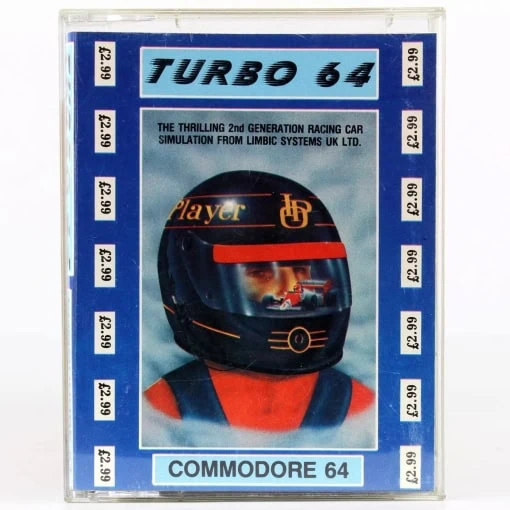 TURBO 64
THE THRILLING 2nd GENERATION RACING CAR
SIMULATION FROM LIMBIC SYSTEMS UK LTD.
Player JPS
COMMODORE 64
£2.99
£2.99
£2.99
£2.99
£2.99
£2.99
£2.99
£2.99
£2.99
£2.99
£2.99
£2.99
£2.99
£2.99